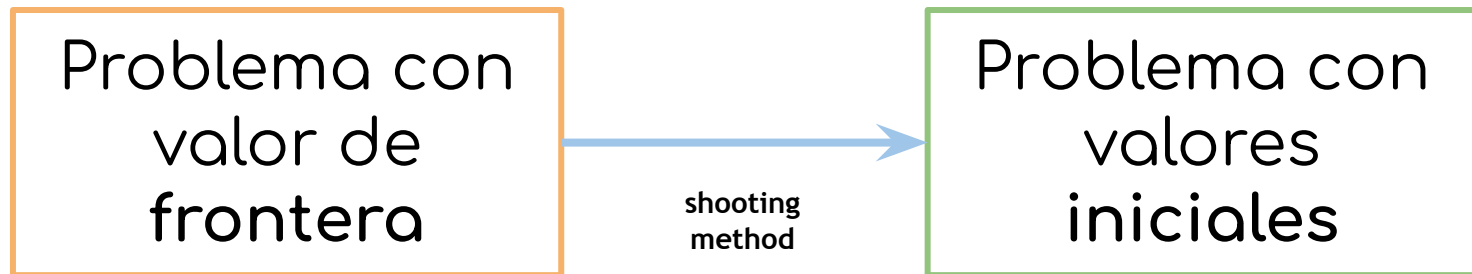 Problema con
valor de
frontera
shooting
method
Problema con
valores
iniciales